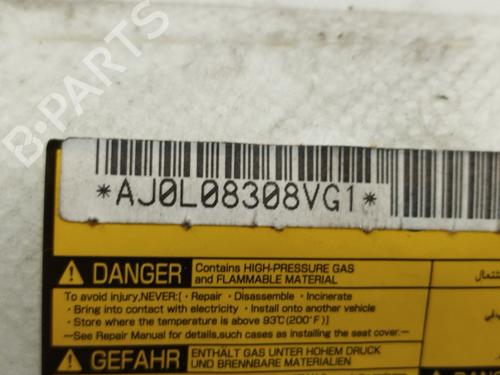 B-PARTS
*AJ0L08308VG1*
DANGER
Contains HIGH-PRESSURE GAS
and FLAMMABLE MATERIAL
To avoid injury,NEVER:[・Repair ・Disassemble ・Incinerate
・Bring into contact with electricity ・Install onto another vehicle
・Store where the temperature is above 93℃(200°F)
—See Repair Manual for details,such cases as installing the seat cover.—
GEFAHR
ENTHÄLT GAS UNTER HOHEM DRUCK
UND BRENNBARE MATERIALIEN